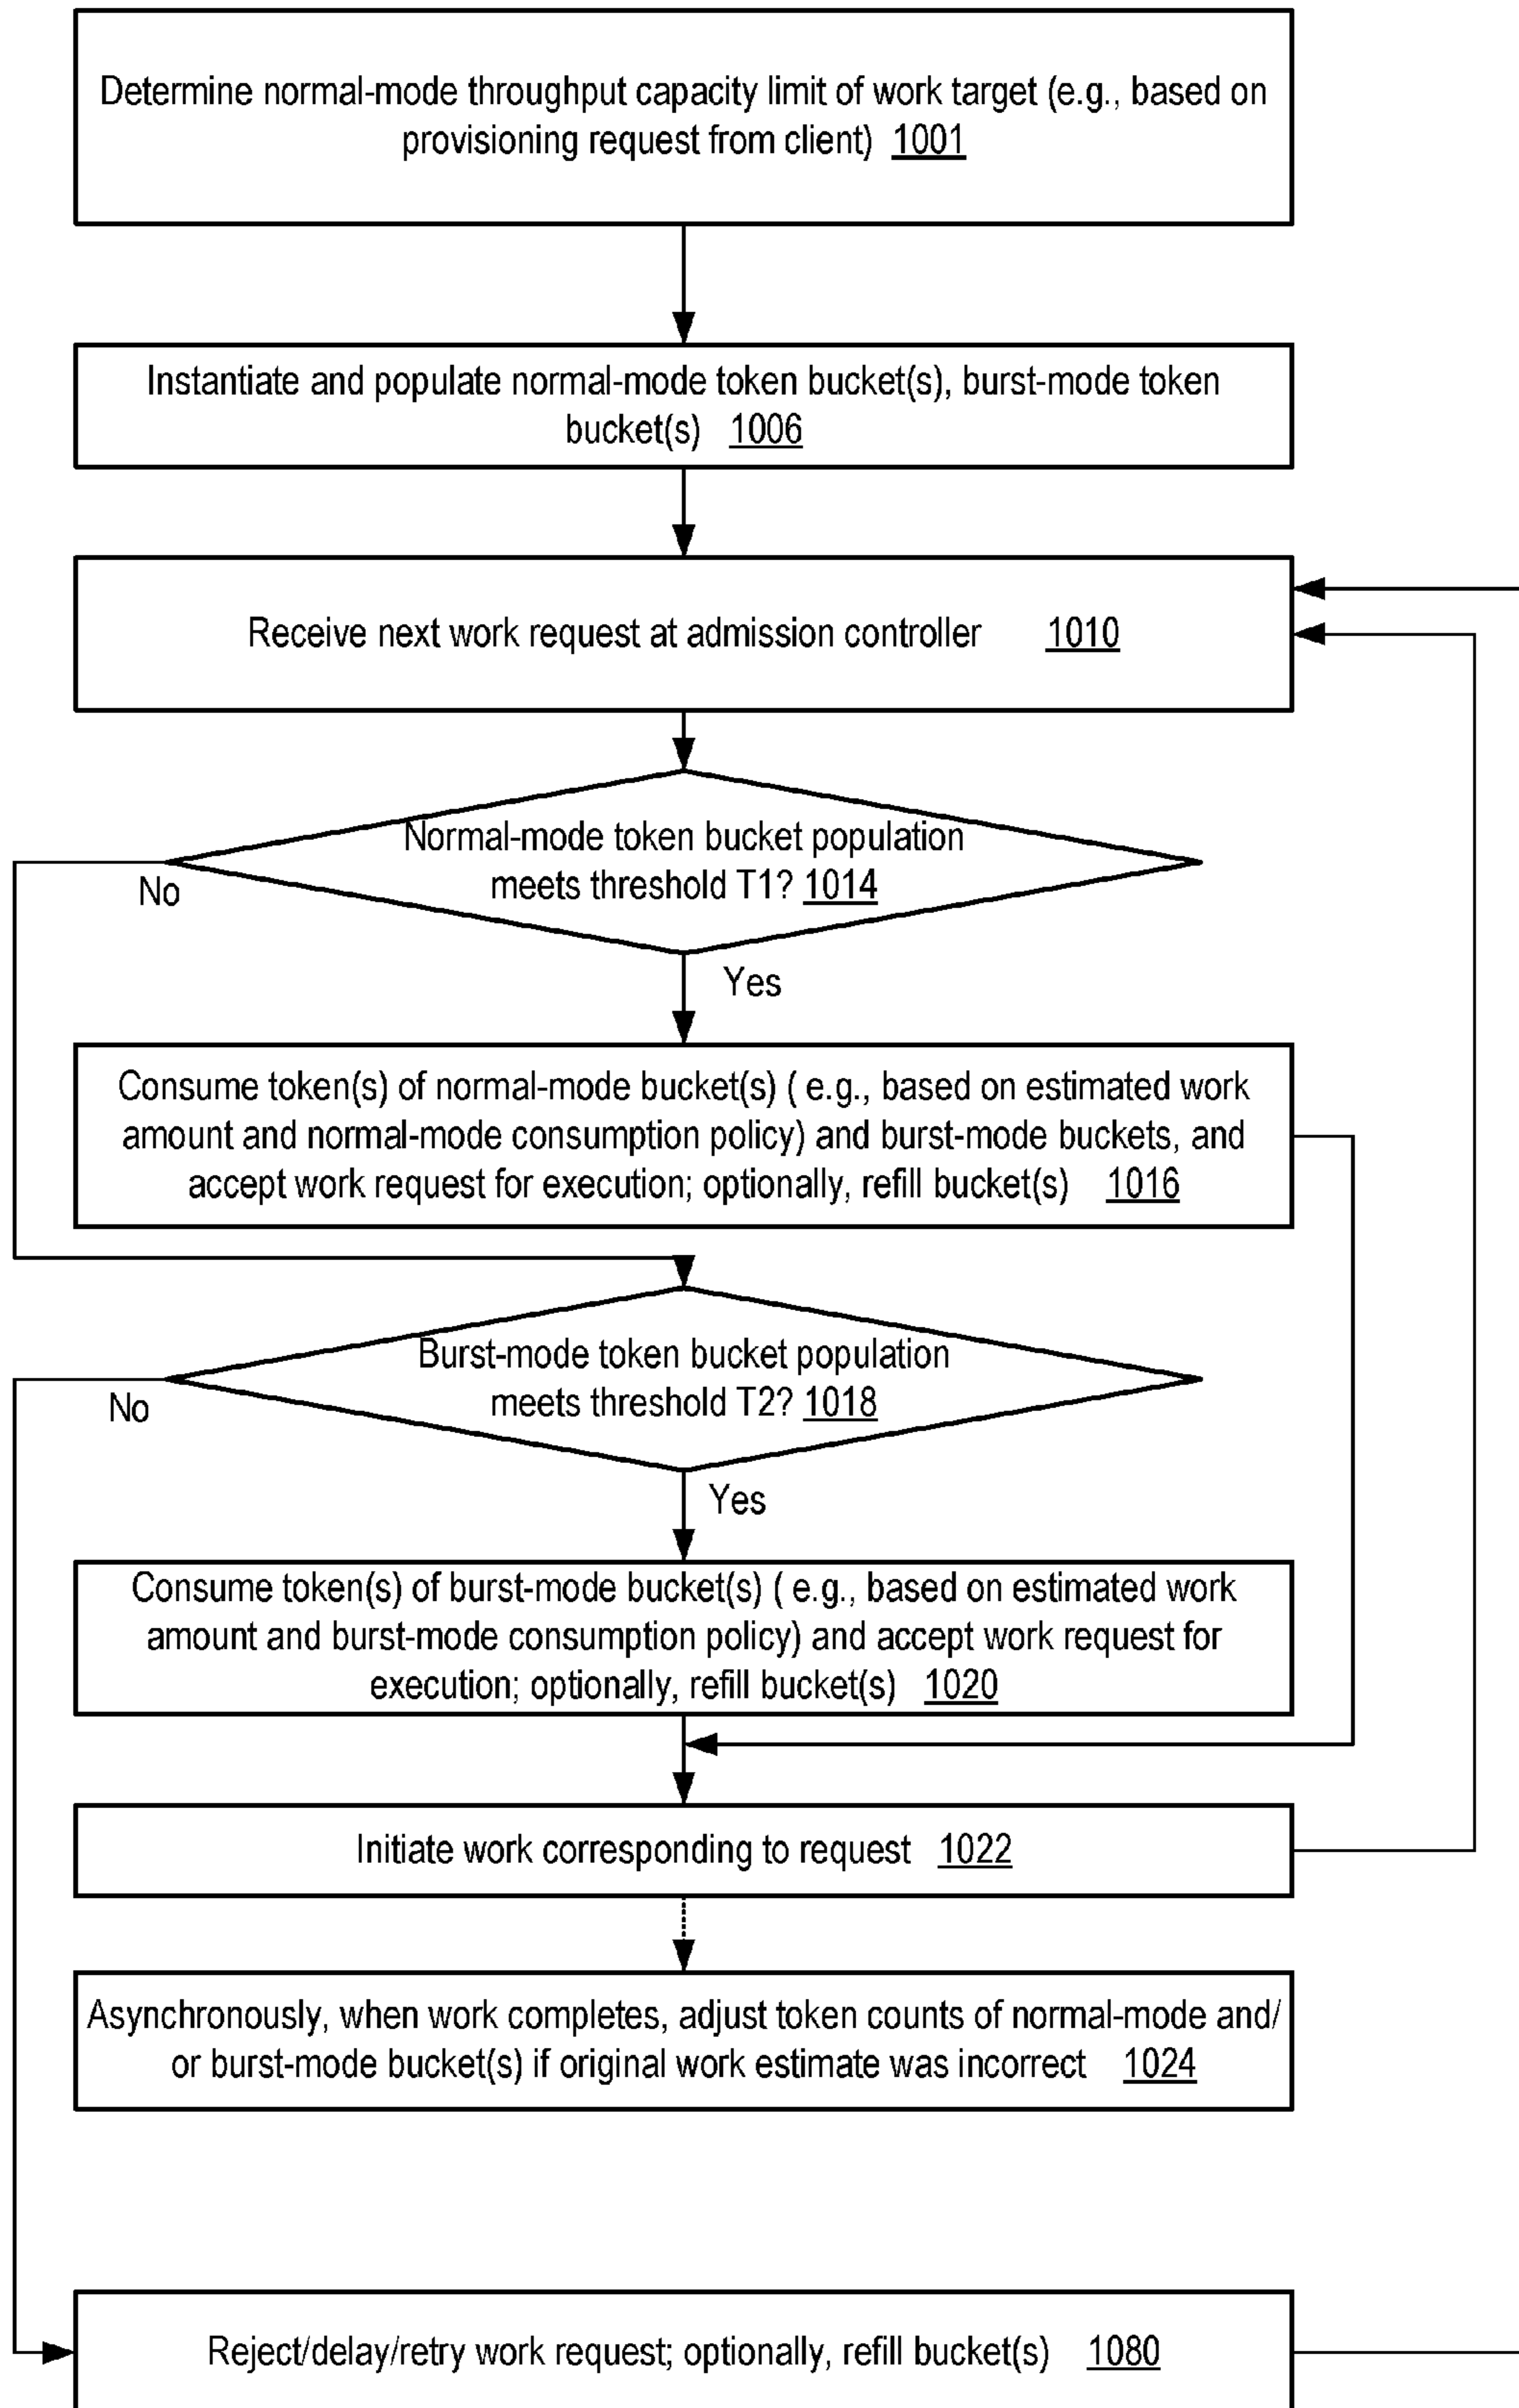 Determine normal-mode throughput capacity limit of work target (e.g., based on
provisioning request from client) 1001
Instantiate and populate normal-mode token bucket(s), burst-mode token
bucket(s) 1006
Receive next work request at admission controller 1010
Normal-mode token bucket population
meets threshold T1? 1014
No
Yes
Consume token(s) of normal-mode bucket(s) ( e.g., based on estimated work
amount and normal-mode consumption policy) and burst-mode buckets, and
accept work request for execution; optionally, refill bucket(s) 1016
Burst-mode token bucket population
meets threshold T2? 1018
No
Yes
Consume token(s) of burst-mode bucket(s) ( e.g., based on estimated work
amount and burst-mode consumption policy) and accept work request for
execution; optionally, refill bucket(s) 1020
Initiate work corresponding to request 1022
Asynchronously, when work completes, adjust token counts of normal-mode and/
or burst-mode bucket(s) if original work estimate was incorrect 1024
Reject/delay/retry work request; optionally, refill bucket(s) 1080